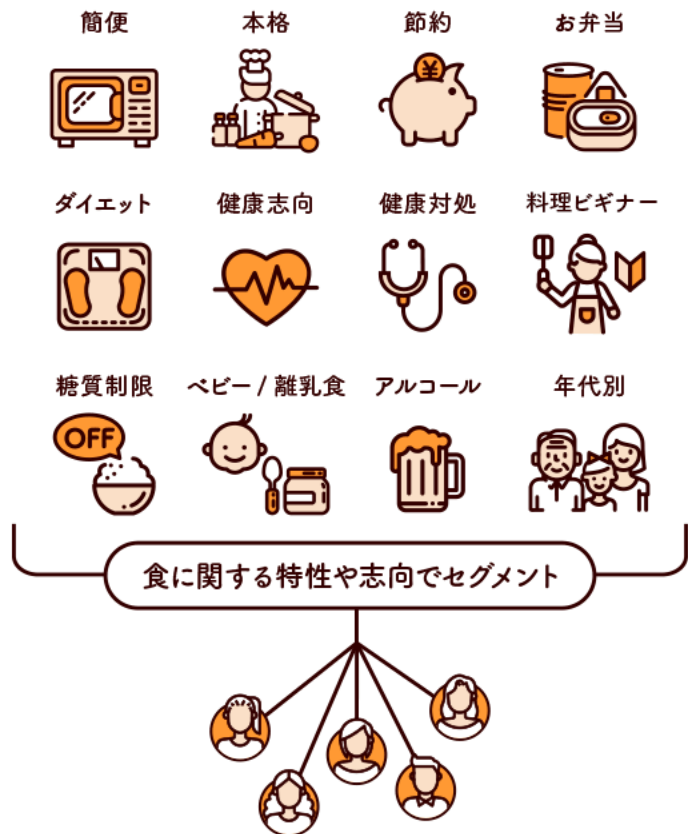 簡便
本格
節約
お弁当
¥
ダイエット
健康志向
健康対処
料理ビギナー
糖質制限
ベビー / 離乳食
アルコール
年代別
OFF
食に関する特性や志向でセグメント